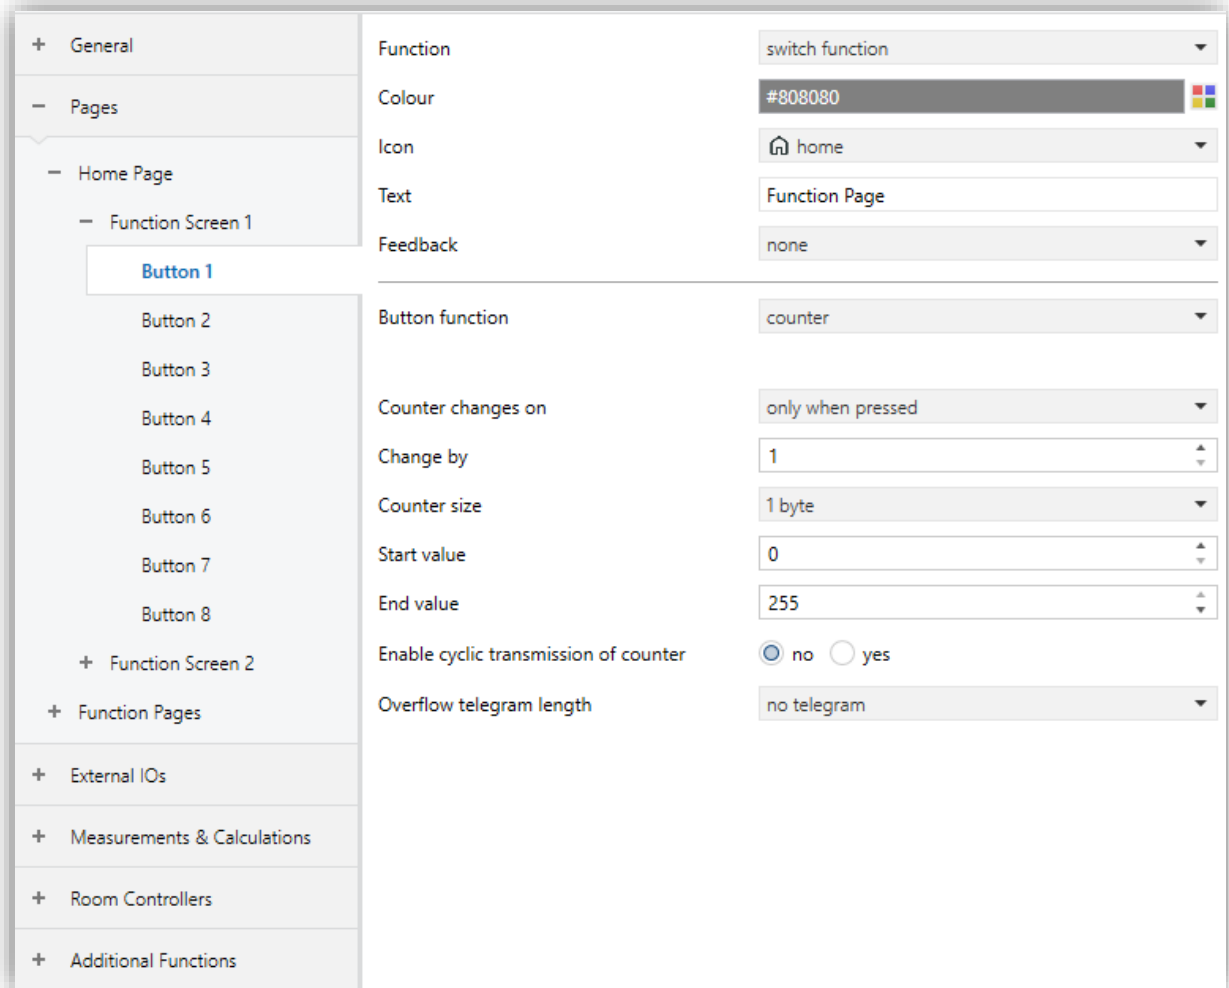 General
Pages
Home Page
Function Screen 1
Button 1
Button 2
Button 3
Button 4
Button 5
Button 6
Button 7
Button 8
Function Screen 2
Function Pages
External IOs
Measurements & Calculations
Room Controllers
Additional Functions
Function switch function
Colour #808080
Icon home
Text Function Page
Feedback none
Button function counter
Counter changes on only when pressed
Change by 1
Counter size 1 byte
Start value 0
End value 255
Enable cyclic transmission of counter no yes
Overflow telegram length no telegram